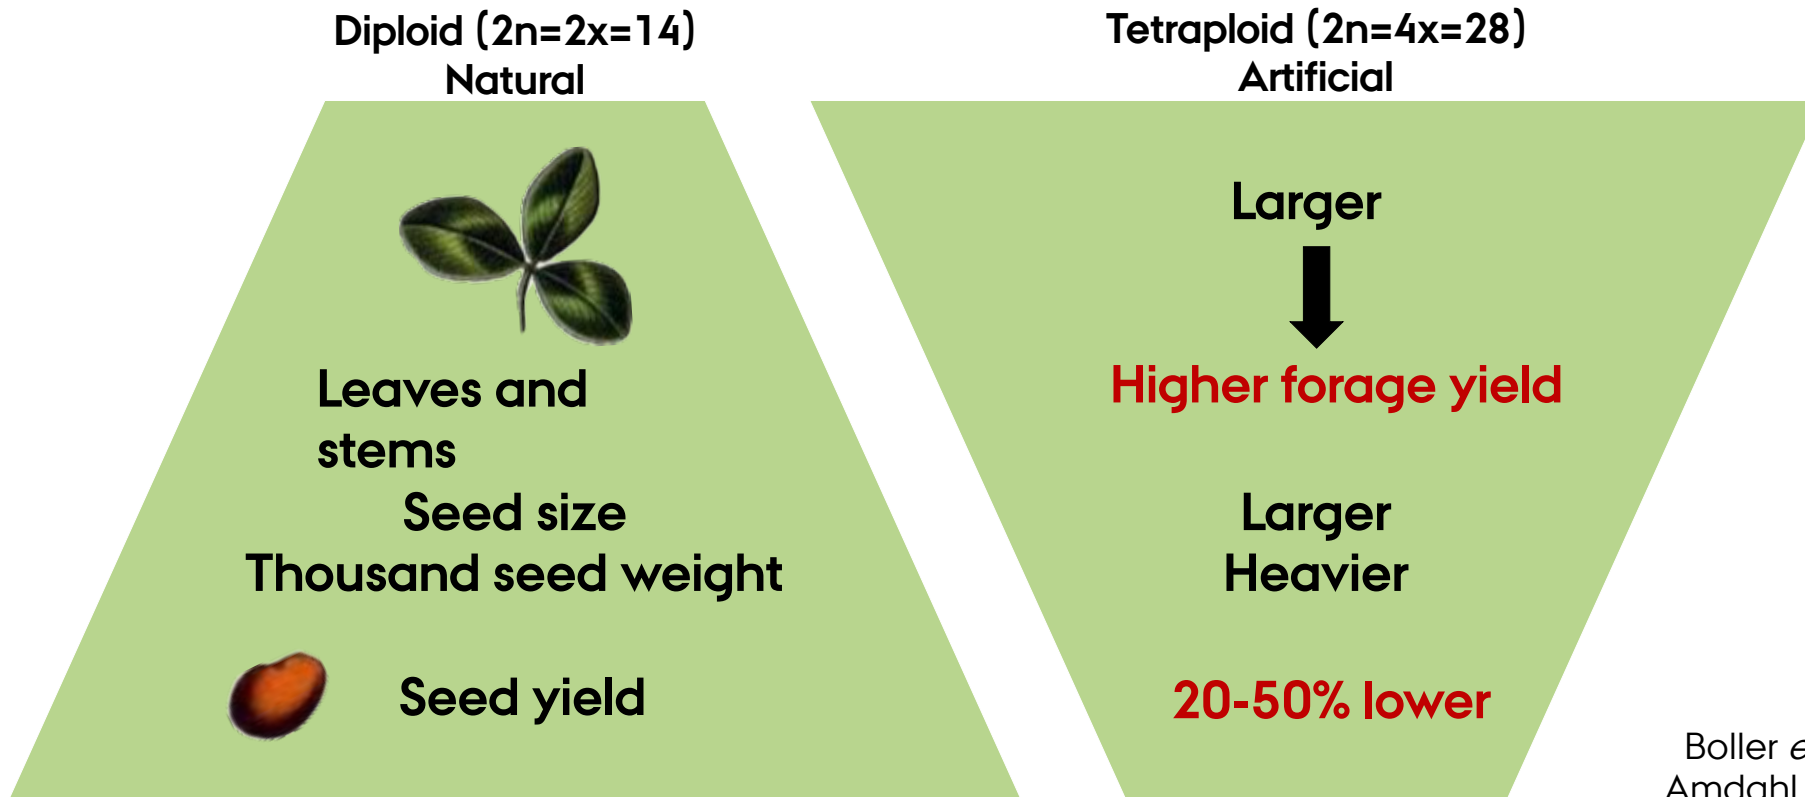 Diploid (2n=2x=14)
Natural
Tetraploid (2n=4x=28)
Artificial
Leaves and
stems
Seed size
Thousand seed weight
Seed yield
Larger
Higher forage yield
Larger
Heavier
20-50% lower
Boller
Amdahl